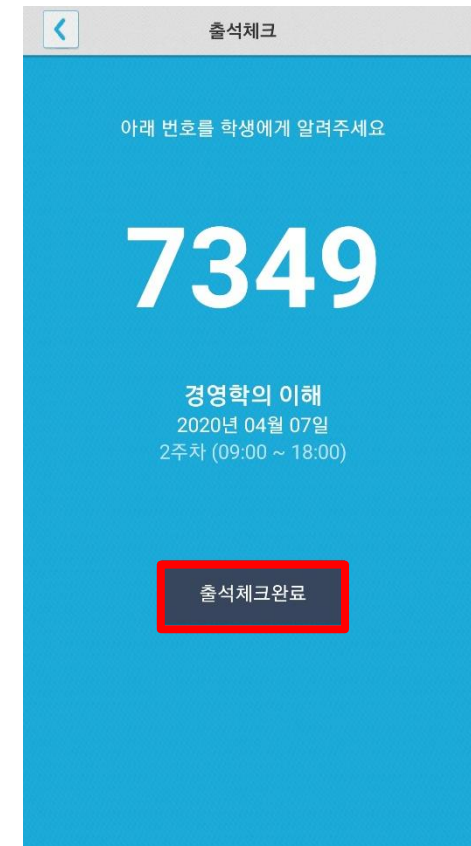 출석체크
아래 번호를 학생에게 알려주세요
7349
경영학의 이해
2020년 04월 07일
2주차 (09:00 ~ 18:00)
출석체크완료